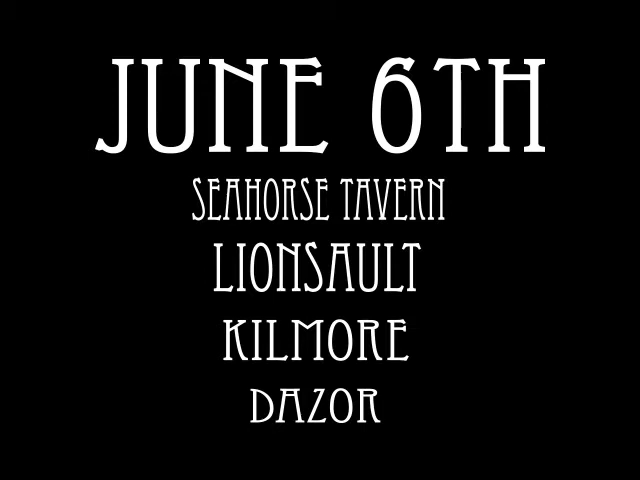 JUNE 6TH
SEAHORSE TAVERN
LIONSAULT
KILMORE
DAZOR